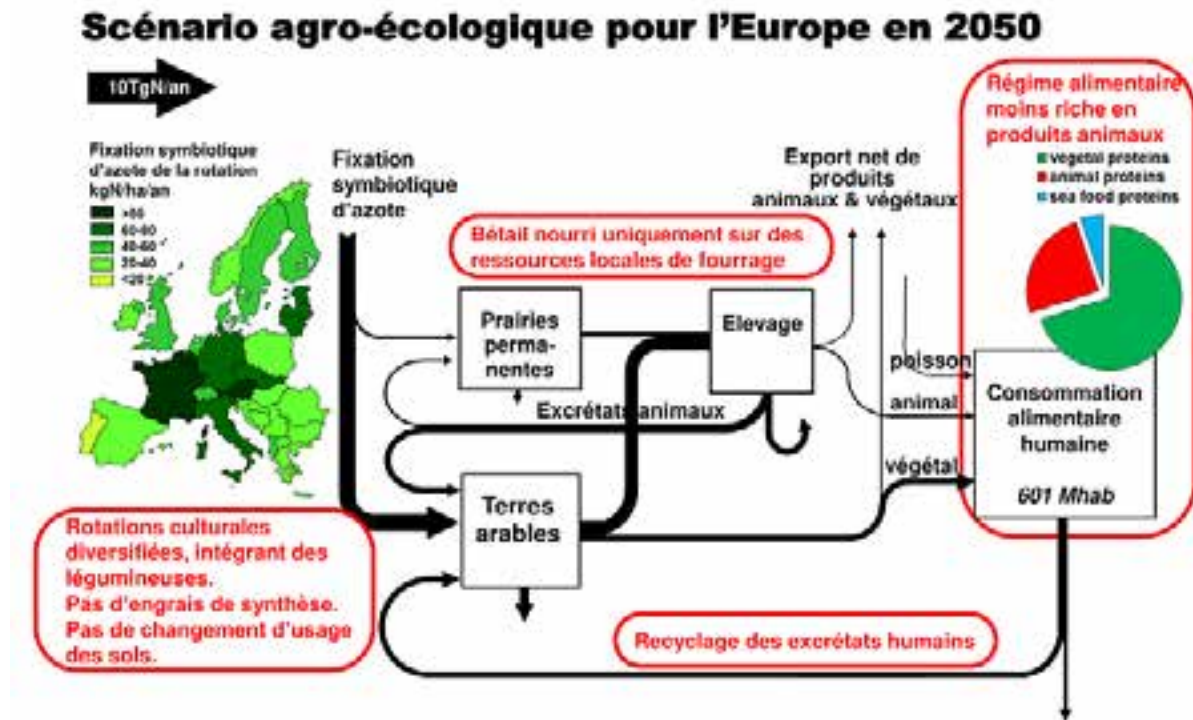 Scénario agro-écologique pour l'Europe en 2050
10TgN/an
Fixation symbiotique
d'azote de la rotation
kgN/ha/an
>80
60-80
40-60
20-40
<20
Fixation
symbiotique
d'azote
Export net de
produits
animaux & végétaux
Régime alimentaire
moins riche en
produits animaux
vegetal proteins
animal proteins
sea food proteins
Bétail nourri uniquement sur des
ressources locales de fourrage
Prairies
perma-
nentes
Elevage
Excrétats animaux
poisson
animal
végétal
Consommation
alimentaire
humaine
601 Mhab
Terres
arables
Rotations culturales
diversifiées, intégrant des
légumineuses.
Pas d'engrais de synthèse.
Pas de changement d'usage
des sols.
Recyclage des excrétats humains